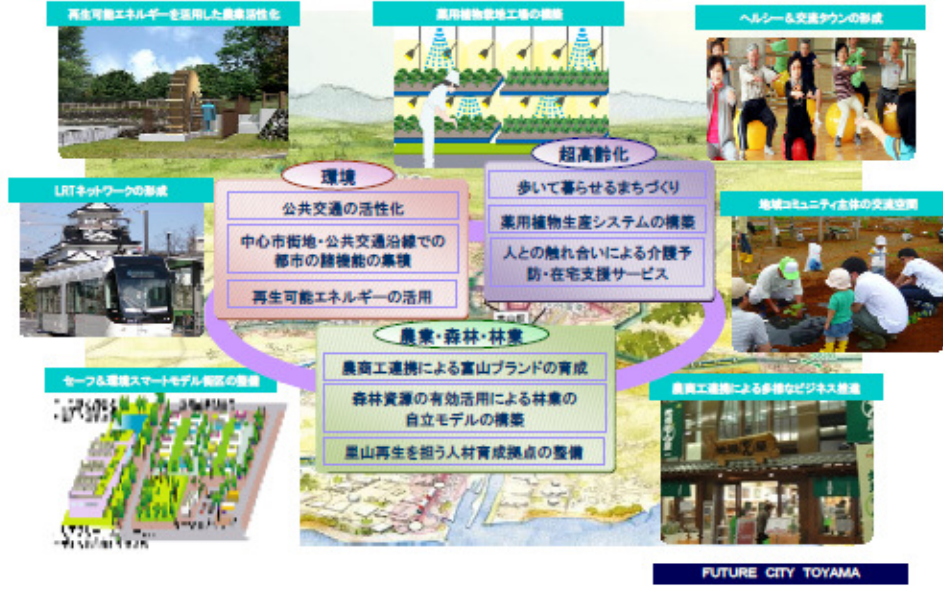 再生可能エネルギーを活用した農業活性化
薬用植物栽培工場の構築
ヘルシー＆交流タウンの形成
LRTネットワークの形成
環境
公共交通の活性化
中心市街地・公共交通沿線での
都市の諸機能の集積
再生可能エネルギーの活用
超高齢化
歩いて暮らせるまちづくり
薬用植物生産システムの構築
人との触れ合いによる介護予
防・在宅支援サービス
地域コミュニティ主体の交流空間
農業・森林・林業
農商工連携による富山ブランドの育成
森林資源の有効活用による林業の
自立モデルの構築
里山再生を担う人材育成拠点の整備
セーフ＆環境スマートモデル街区の整備
農商工連携による多様なビジネス推進
FUTURE CITY TOYAMA